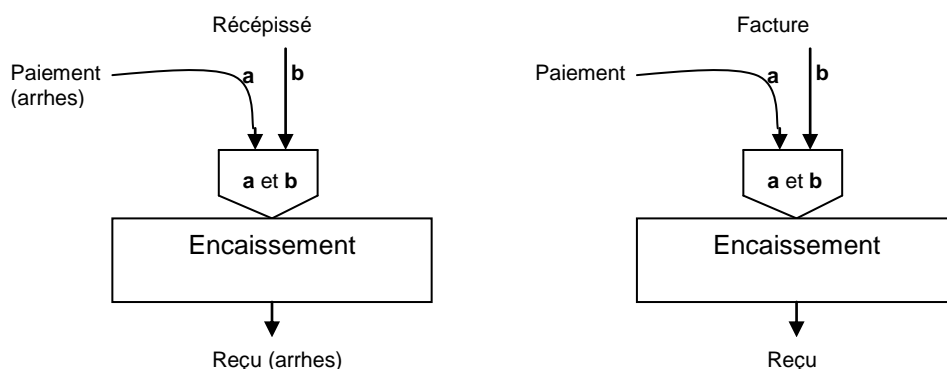 Récépissé
Paiement
(arrhes)
a
b
a et b
Encaissement
Reçu (arrhes)
Facture
Paiement
a
b
a et b
Encaissement
Reçu